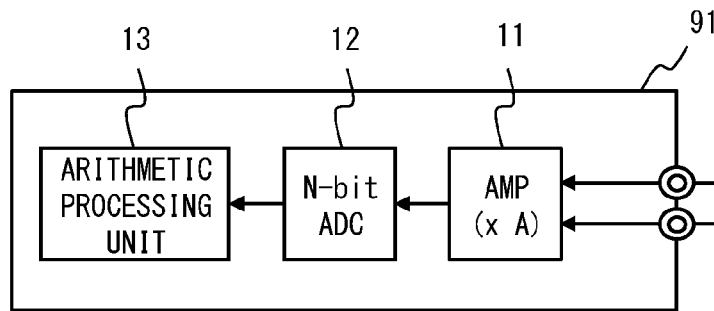 13
12
11
91
ARITHMETIC
PROCESSING
UNIT
N-bit
ADC
AMP
(x A)